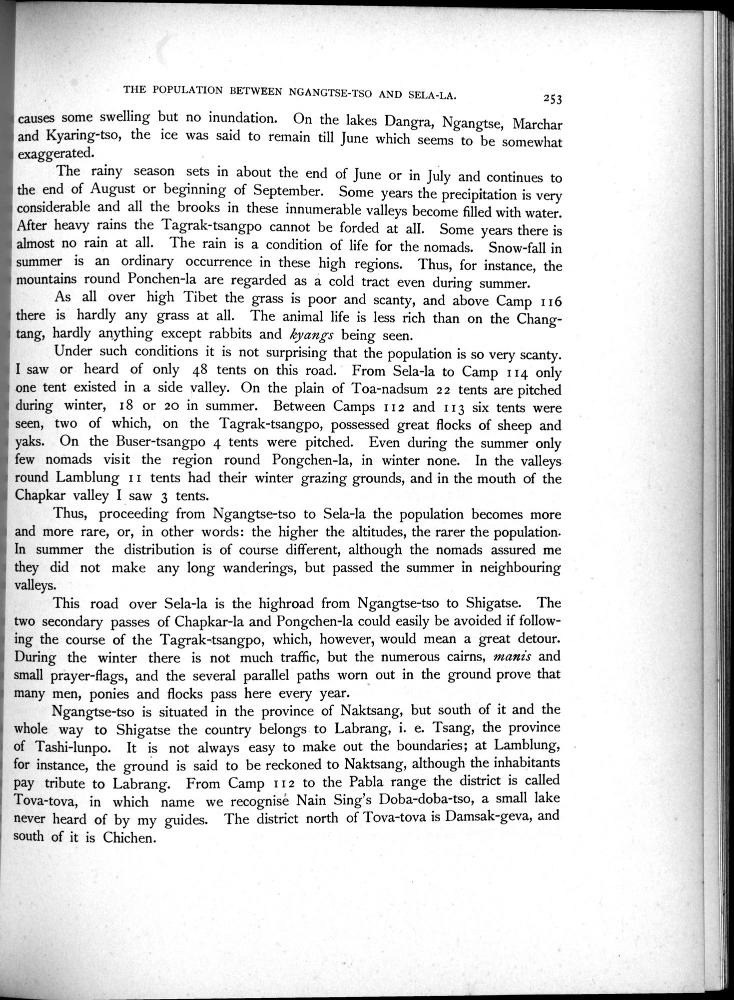 THE POPULATION BETWEEN NGANGTSE-TSO AND SELA-LA. 253
causes some swelling but no inundation. On the lakes Dangra, Ngangtse, Marchar
and Kyaring-tso, the ice was said to remain till June which seems to be somewhat
exaggerated.
The rainy season sets in about the end of June or in July and continues to
the end of August or beginning of September. Some years the precipitation is very
considerable and all the brooks in these innumerable valleys become filled with water.
After heavy rains the Tagrak-tsangpo cannot be forded at all. Some years there is
almost no rain at all. The rain is a condition of life for the nomads. Snow-fall in
summer is an ordinary occurrence in these high regions. Thus, for instance, the
mountains round Ponchen-la are regarded as a cold tract even during summer.
As all over high Tibet the grass is poor and scanty, and above Camp 116
there is hardly any grass at all. The animal life is less rich than on the Chang-
tang, hardly anything except rabbits and kyangs being seen.
Under such conditions it is not surprising that the population is so very scanty.
I saw or heard of only 48 tents on this road. From Sela-la to Camp 114 only
one tent existed in a side valley. On the plain of Toa-nadsum 22 tents are pitched
during winter, 18 or 20 in summer. Between Camps 112 and 113 six tents were
seen, two of which, on the Tagrak-tsangpo, possessed great flocks of sheep and
yaks. On the Buser-tsangpo 4 tents were pitched. Even during the summer only
few nomads visit the region round Pongchen-la, in winter none. In the valleys
round Lamblung 11 tents had their winter grazing grounds, and in the mouth of the
Chapkar valley I saw 3 tents.
Thus, proceeding from Ngangtse-tso to Sela-la the population becomes more
and more rare, or, in other words: the higher the altitudes, the rarer the population.
In summer the distribution is of course different, although the nomads assured me
they did not make any long wanderings, but passed the summer in neighbouring
valleys.
This road over Sela-la is the highroad from Ngangtse-tso to Shigatse. The
two secondary passes of Chapkar-la and Pongchen-la could easily be avoided if follow-
ing the course of the Tagrak-tsangpo, which, however, would mean a great detour.
During the winter there is not much traffic, but the numerous cairns, manis and
small prayer-flags, and the several parallel paths worn out in the ground prove that
many men, ponies and flocks pass here every year.
Ngangtse-tso is situated in the province of Naktsang, but south of it and the
whole way to Shigatse the country belongs to Labrang, i. e. Tsang, the province
of Tashi-lunpo. It is not always easy to make out the boundaries; at Lamblung,
for instance, the ground is said to be reckoned to Naktsang, although the inhabitants
pay tribute to Labrang. From Camp 112 to the Pabla range the district is called
Tova-tova, in which name we recognise Nain Sing's Doba-doba-tso, a small lake
never heard of by my guides. The district north of Tova-tova is Damsak-geva, and
south of it is Chichen.